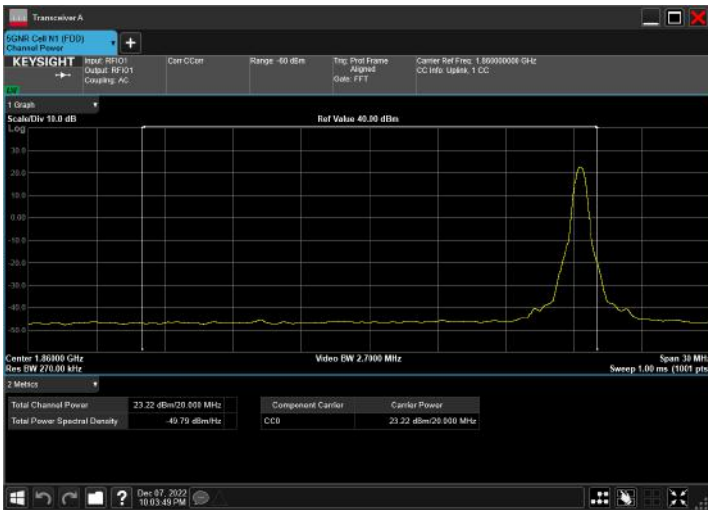 Transceiver A
5GNR Cell N1 (FDD)
Channel Power
KEYSIGHT
Input: RFIO1
Output: RFIO1
Coupling: AC
Corr CCorr
Range: -60 dBm
Trig: Prot Frame
Aligned
Gate: FFT
Carrier Ref Freq: 1.860000000 GHz
CC Info: Uplink, 1 CC
1 Graph
Scale/Div 10.0 dB
Ref Value 40.00 dBm
Log
30.0
20.0
10.0
0.00
-10.0
-20.0
-30.0
-40.0
-50.0
Center 1.86000 GHz
Video BW 2.7000 MHz
Span 30 MHz
Res BW 270.00 kHz
Sweep 1.00 ms (1001 pts
2 Metrics
Total Channel Power 23.22 dBm/20.000 MHz
Total Power Spectral Density -49.79 dBm/Hz
Component Carrier Carrier Power
CC0 23.22 dBm/20.000 MHz
?
Dec 07, 2022
10:03:49 PM